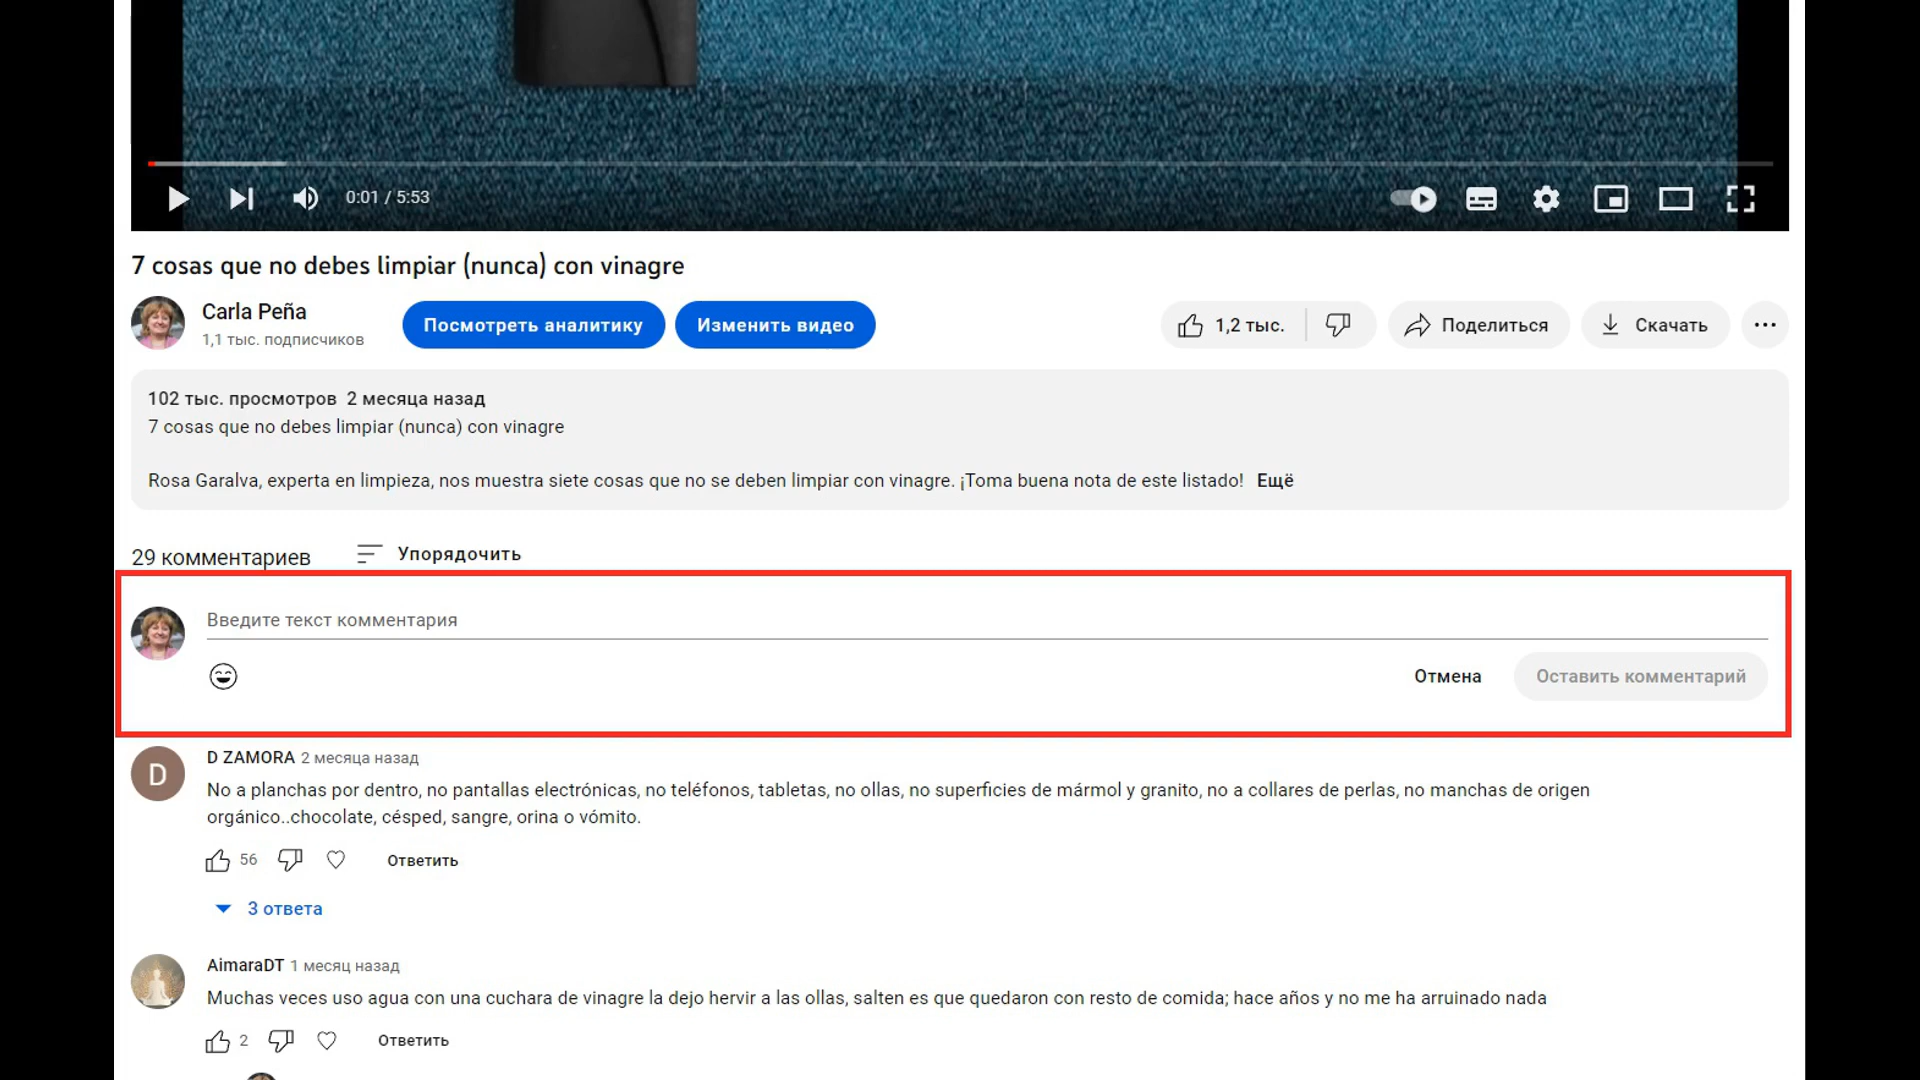 0:01 / 5:53
7 cosas que no debes limpiar (nunca) con vinagre
Carla Peña
1,1 тыс. подписчиков
Посмотреть аналитику
Изменить видео
1,2 тыс.
Поделиться
Скачать
102 тыс. просмотров 2 месяца назад
7 cosas que no debes limpiar (nunca) con vinagre
Rosa Garalva, experta en limpieza, nos muestra siete cosas que no se deben limpiar con vinagre. ¡Toma buena nota de este listado! Ещё
29 комментариев
Упорядочить
Введите текст комментария
Отмена
Оставить комментарий
D
D ZAMORA 2 месяца назад
No a planchas por dentro, no pantallas electrónicas, no teléfonos, tabletas, no ollas, no superficies de mármol y granito, no a collares de perlas, no manchas de origen
orgánico..chocolate, césped, sangre, orina o vómito.
56
Ответить
3 ответа
AimaraDT 1 месяц назад
Muchas veces uso agua con una cuchara de vinagre la dejo hervir a las ollas, salten es que quedaron con resto de comida; hace años y no me ha arruinado nada
2
Ответить